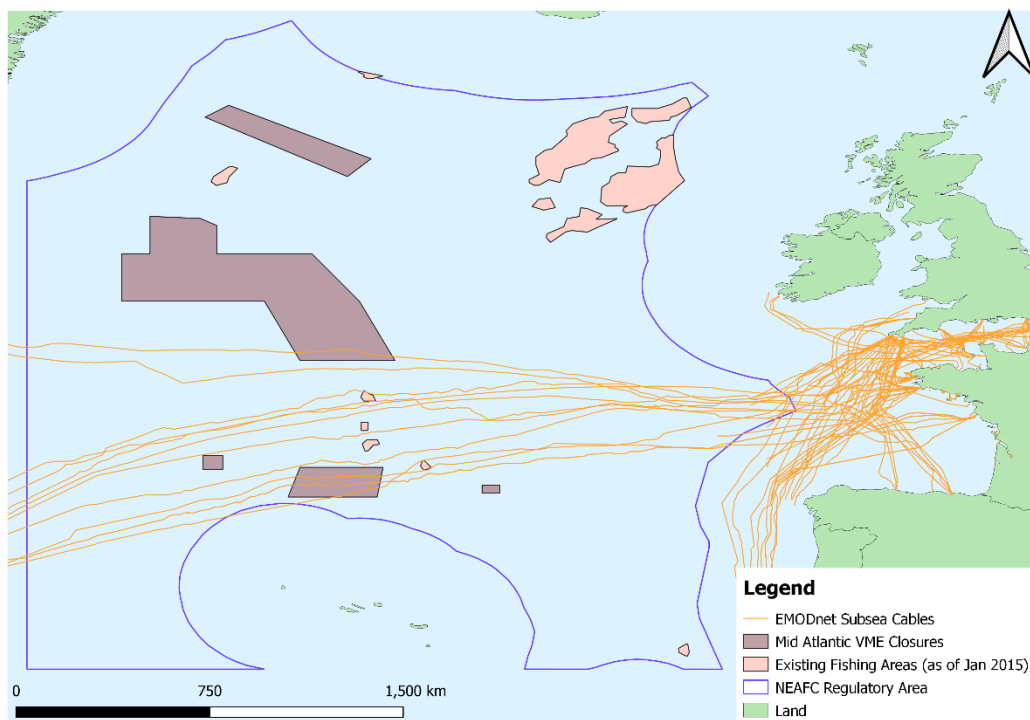 Legend
EMODnet Subsea Cables
Mid Atlantic VME Closures
Existing Fishing Areas (as of Jan 2015)
NEAFC Regulatory Area
Land
0 750 1,500 km